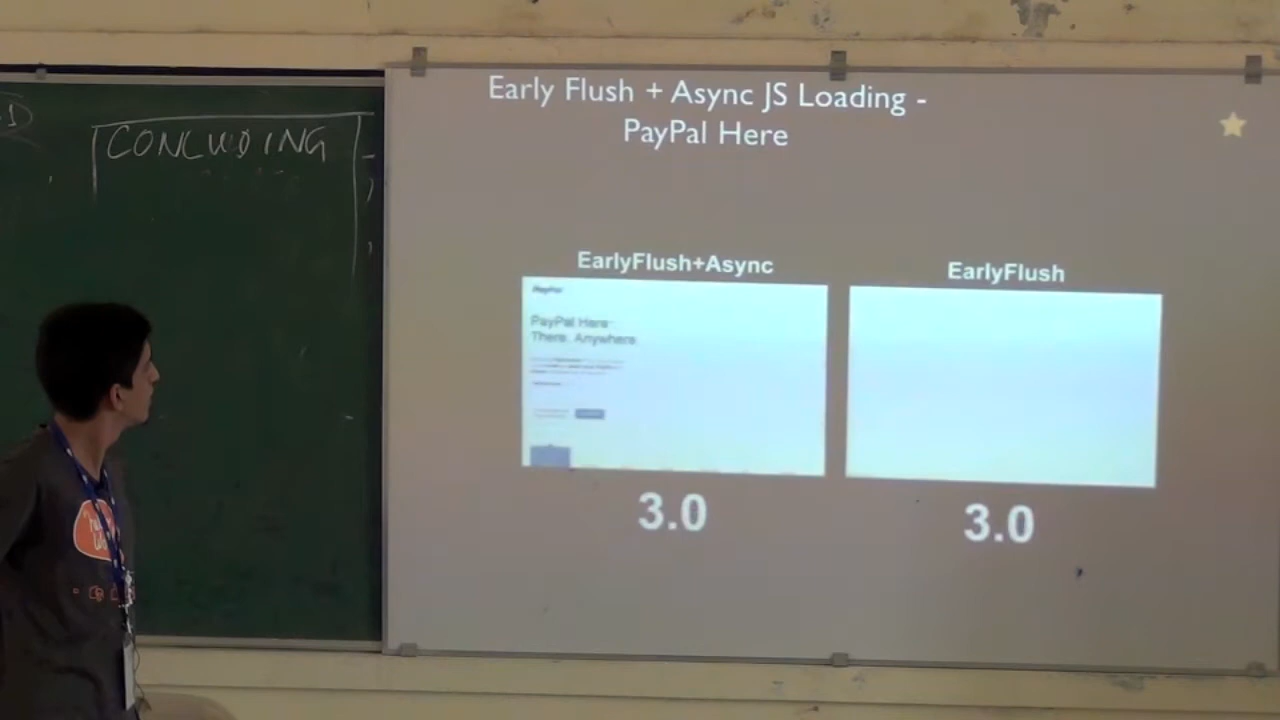 CONCLUDING
Early Flush + Async JS Loading -
PayPal Here
EarlyFlush+Async
EarlyFlush
PayPal
PayPal Here
There. Anywhere.
3.0
3.0